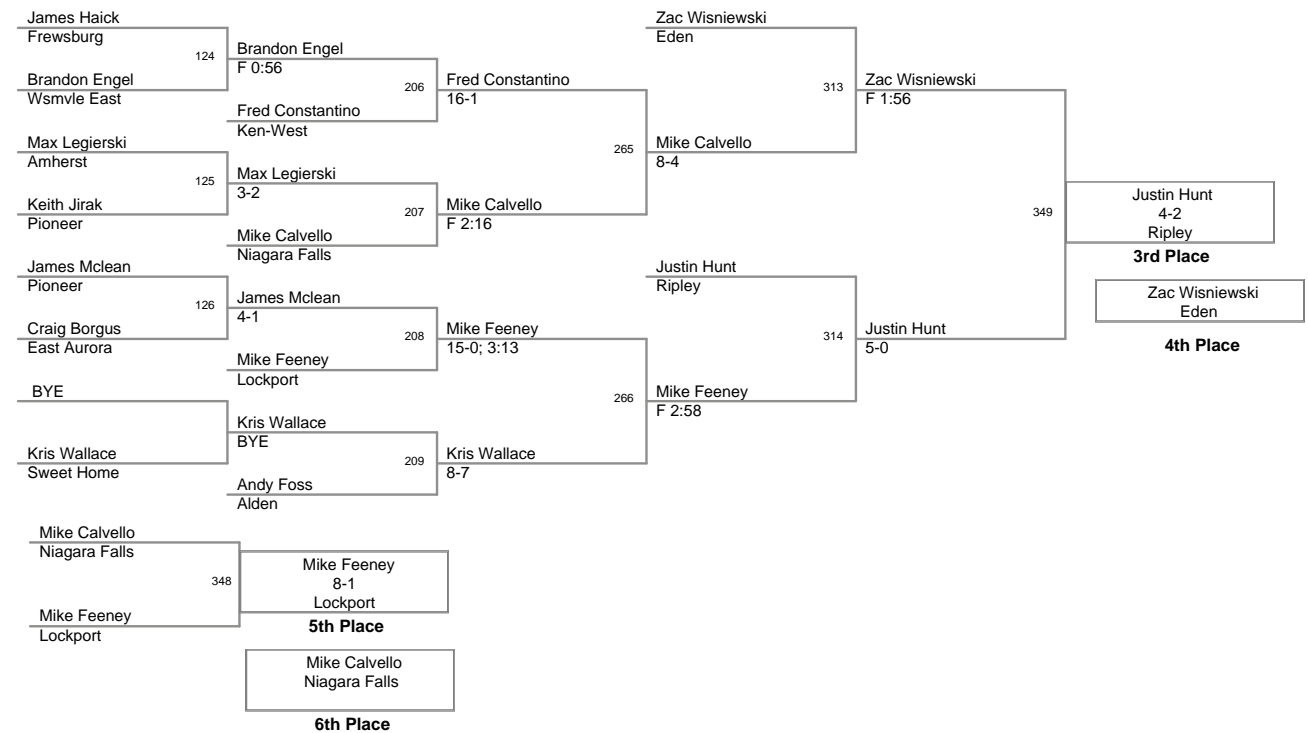 James Haick
Frewsburg
124
Brandon Engel
Wsmvle East
Max Legierski
Amherst
125
Keith Jirak
Pioneer
James Mclean
Pioneer
126
Craig Borgus
East Aurora
BYE
Kris Wallace
Sweet Home
Brandon Engel
F 0:56
206
Fred Constantino
Ken-West
Max Legierski
3-2
207
Mike Calvello
Niagara Falls
James Mclean
4-1
208
Mike Feeney
Lockport
Kris Wallace
BYE
209
Andy Foss
Alden
Fred Constantino
16-1
265
Mike Calvello
F 2:16
Mike Feeney
15-0; 3:13
266
Kris Wallace
8-7
Zac Wisniewski
Eden
313
Mike Calvello
8-4
Justin Hunt
Ripley
314
Mike Feeney
F 2:58
Zac Wisniewski
F 1:56
349
Justin Hunt
5-0
Justin Hunt
4-2
Ripley
3rd Place
Zac Wisniewski
Eden
4th Place
Mike Calvello
Niagara Falls
348
Mike Feeney
Lockport
Mike Feeney
8-1
Lockport
5th Place
Mike Calvello
Niagara Falls
6th Place